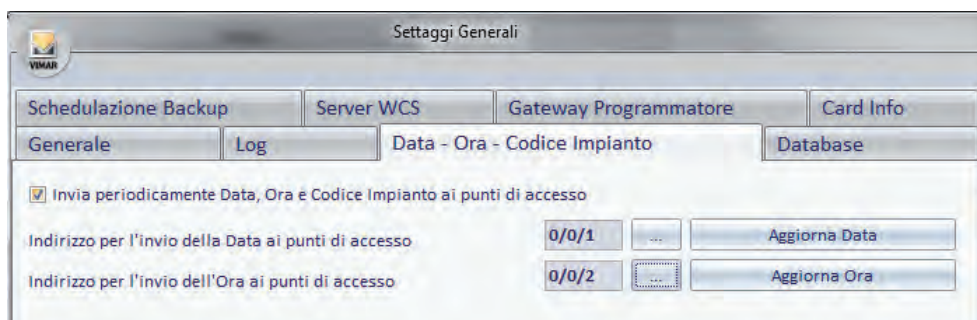 Settaggi Generali
VIMAR
Schedulazione Backup Server WCS Gateway Programmatore Card Info
Generale Log Data - Ora - Codice Impianto Database
Invia periodicamente Data, Ora e Codice Impianto ai punti di accesso
Indirizzo per l'invio della Data ai punti di accesso 0/0/1 ... Aggiorna Data
Indirizzo per l'invio dell'Ora ai punti di accesso 0/0/2 ... Aggiorna Ora